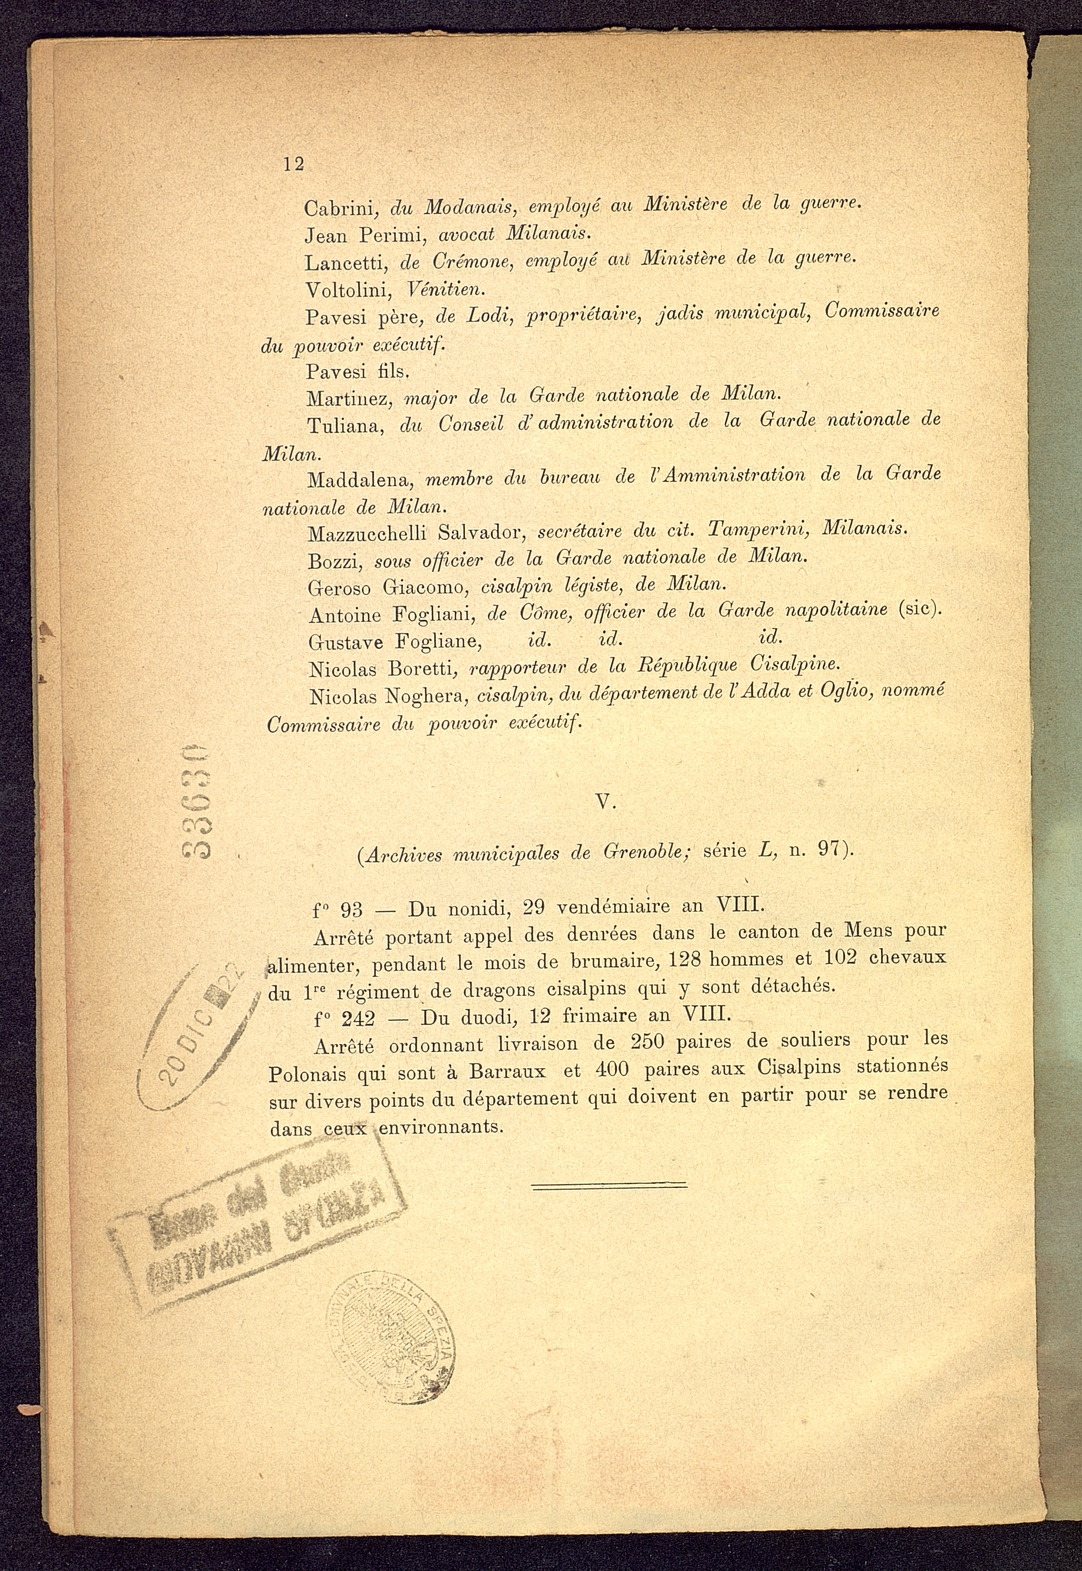 12
Cabrini, du Modanais, employé au Ministère de la guerre.
Jean Perimi, avocat Milanais.
Lancetti, de Crémone, employé au Ministère de la guerre.
Voltolini, Vénitien.
Pavesi père, de Lodi, propriétaire, jadis municipal, Commissaire
du pouvoir exécutif.
Pavesi fils.
Martinez, major de la Garde nationale de Milan.
Tuliana, du Conseil d'administration de la Garde nationale de
Milan.
Maddalena, membre du bureau de l'Amministration de la Garde
nationale de Milan.
Mazzucchelli Salvador, secrétaire du cit. Tamperini, Milanais.
Bozzi, sous officier de la Garde nationale de Milan.
Geroso Giacomo, cisalpin légiste, de Milan.
Antoine Fogliani, de Côme, officier de la Garde napolitaine (sic).
Gustave Fogliane, id. id. id.
Nicolas Boretti, rapporteur de la République Cisalpine.
Nicolas Noghera, cisalpin, du département de l'Adda et Oglio, nommé
Commissaire du pouvoir exécutif.
33630
V.
(Archives municipales de Grenoble; série L, n. 97).
fº 93 — Du nonidi, 29 vendémiaire an VIII.
Arrêté portant appel des denrées dans le canton de Mens pour
alimenter, pendant le mois de brumaire, 128 hommes et 102 chevaux
du 1re régiment de dragons cisalpins qui y sont détachés.
fº 242 — Du duodi, 12 frimaire an VIII.
Arrêté ordonnant livraison de 250 paires de souliers pour les
Polonais qui sont à Barraux et 400 paires aux Cisalpins stationnés
sur divers points du département qui doivent en partir pour se rendre
dans ceux environnants.
20 DIC 22
del
GIOVANNI SFORZA
COMUNALE DELLA SPEZIA